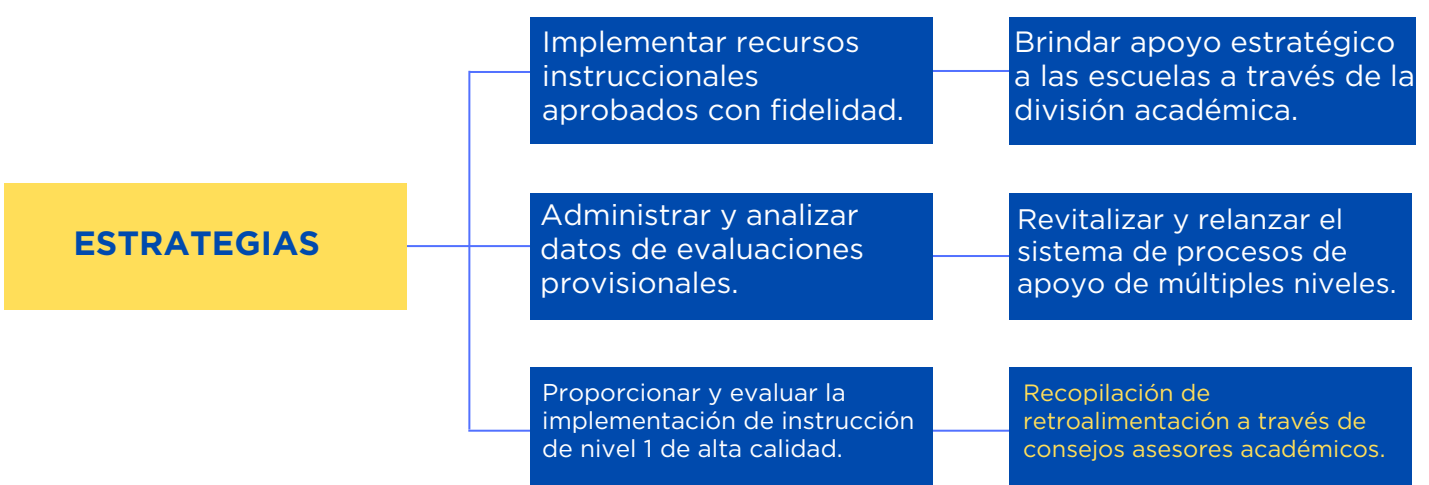 ESTRATEGIAS
Implementar recursos
instruccionales
aprobados con fidelidad.
Brindar apoyo estratégico
a las escuelas a través de la
división académica.
Administrar y analizar
datos de evaluaciones
provisionales.
Revitalizar y relanzar el
sistema de procesos de
apoyo de múltiples niveles.
Proporcionar y evaluar la
implementación de instrucción
de nivel 1 de alta calidad.
Recopilación de
retroalimentación a través de
consejos asesores académicos.